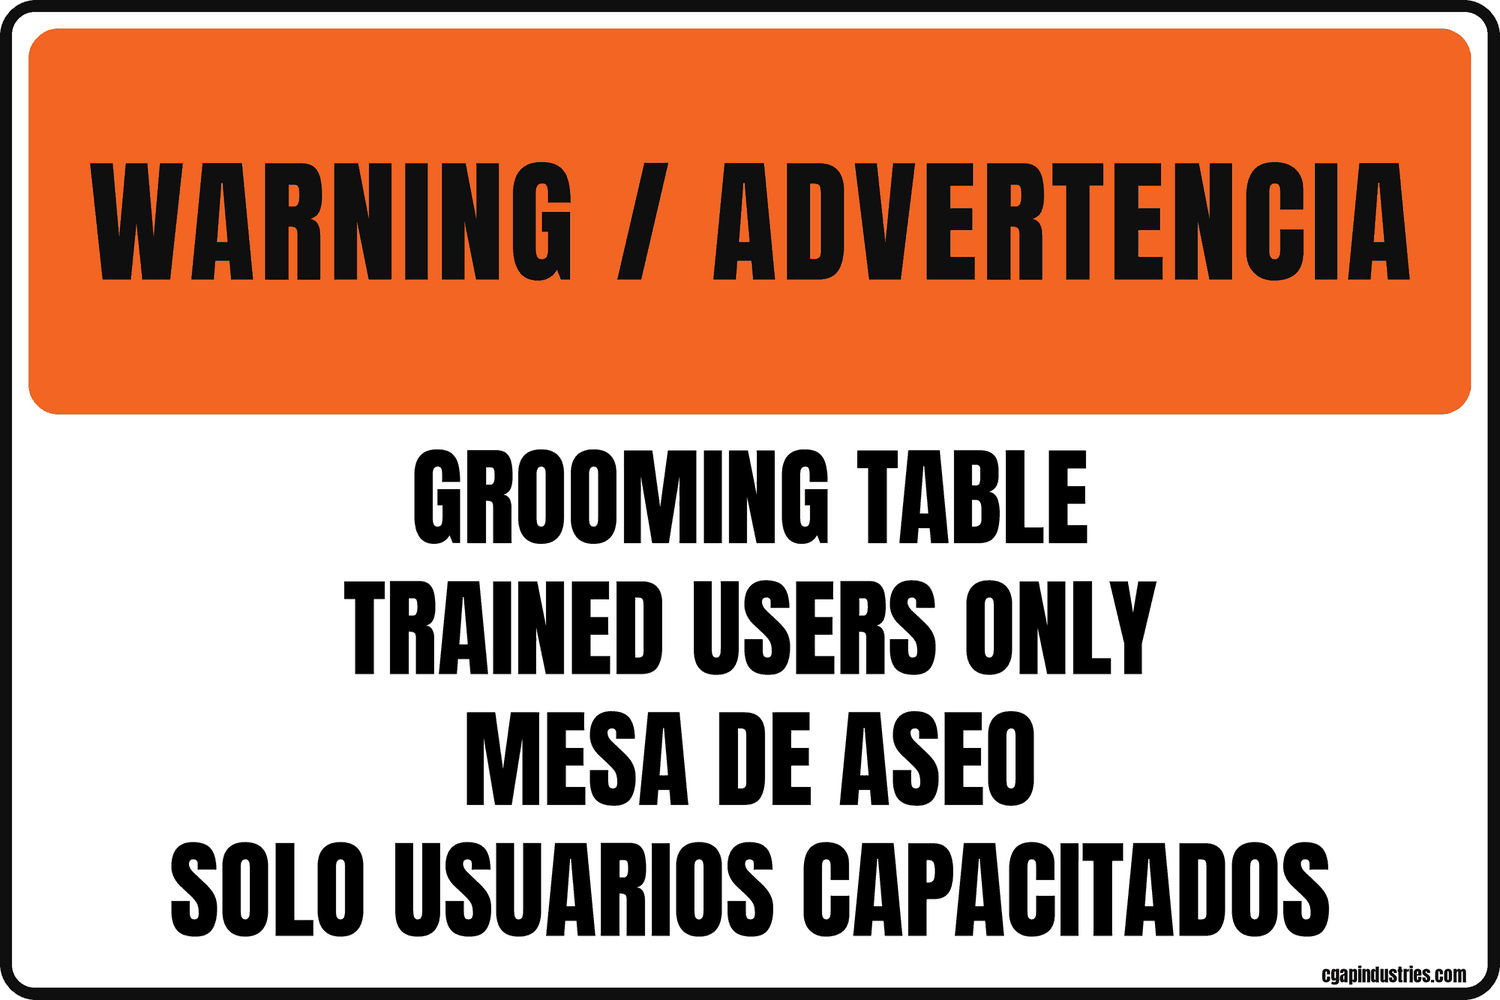 WARNING / ADVERTENCIA
GROOMING TABLE
TRAINED USERS ONLY
MESA DE ASEO
SOLO USUARIOS CAPACITADOS
cgapindustries.com